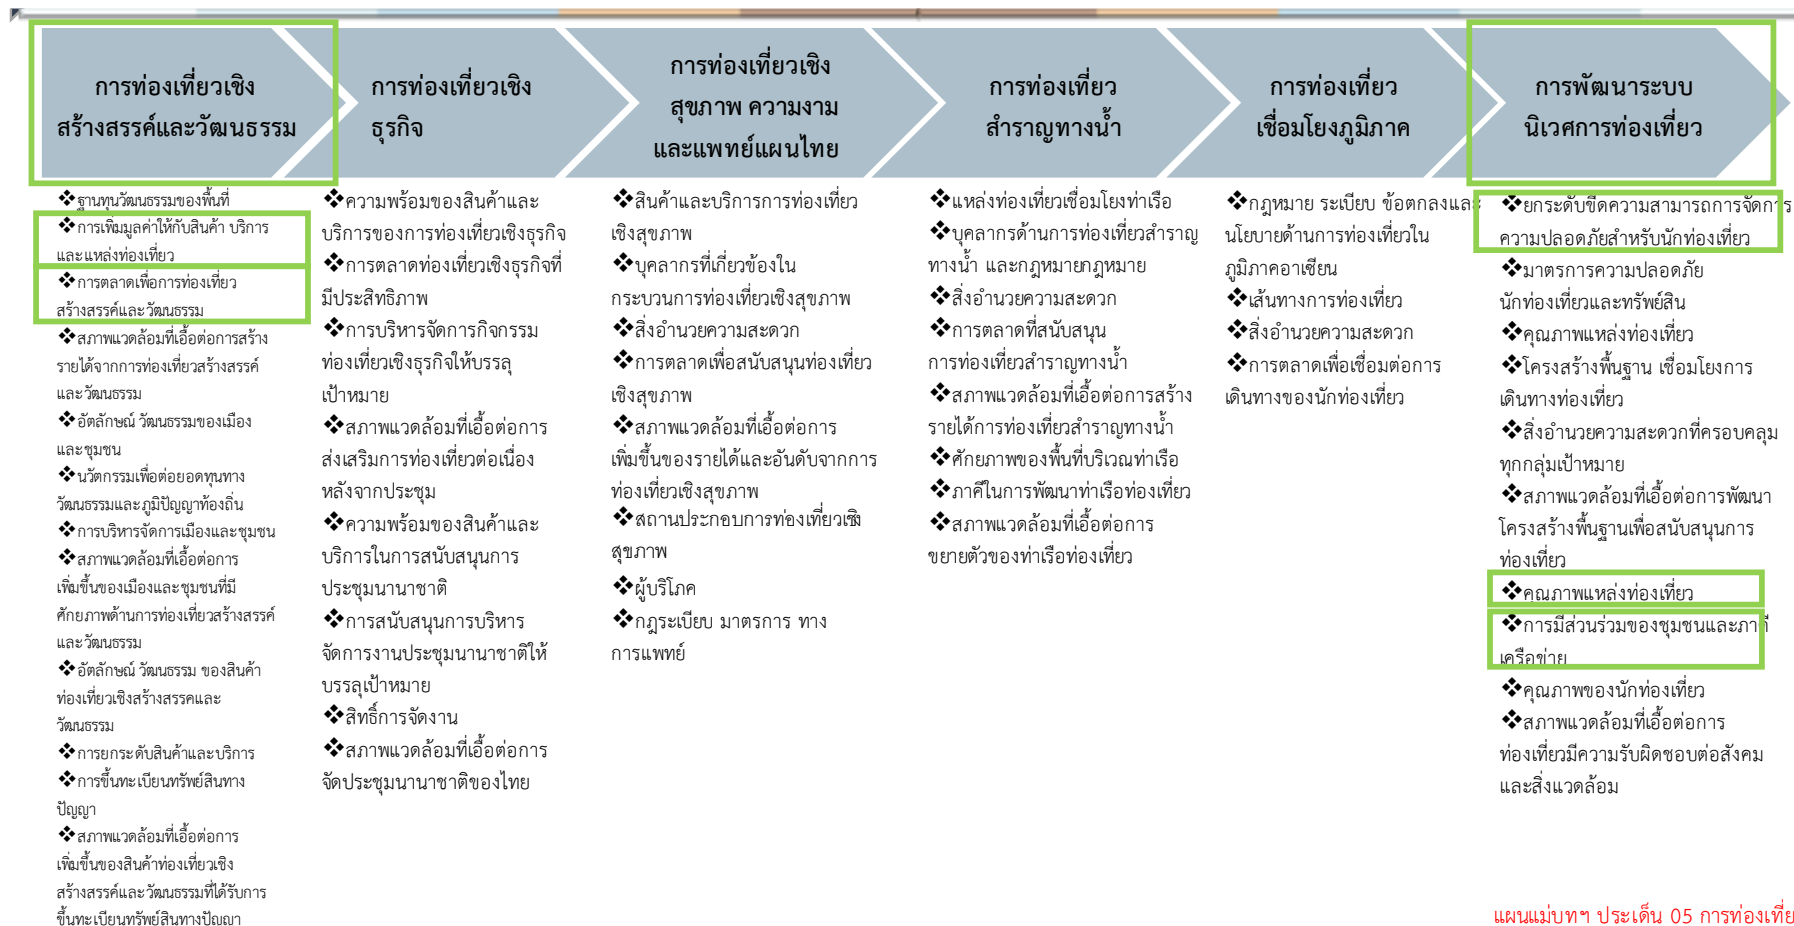 การท่องเที่ยวเชิง
สร้างสรรค์และวัฒนธรรม
การท่องเที่ยวเชิง
ธุรกิจ
การท่องเที่ยวเชิง
สุขภาพ ความงาม
และแพทย์แผนไทย
การท่องเที่ยว
สำราญทางน้ำ
การท่องเที่ยว
เชื่อมโยงภูมิภาค
การพัฒนาระบบ
นิเวศการท่องเที่ยว
❖ฐานทุนวัฒนธรรมของพื้นที่
❖การเพิ่มมูลค่าให้กับสินค้า บริการ
และแหล่งท่องเที่ยว
❖การตลาดเพื่อการท่องเที่ยว
สร้างสรรค์และวัฒนธรรม
❖สภาพแวดล้อมที่เอื้อต่อการสร้าง
รายได้จากการท่องเที่ยวสร้างสรรค์
และวัฒนธรรม
❖อัตลักษณ์ วัฒนธรรมของเมือง
และชุมชน
❖นวัตกรรมเพื่อต่อยอดทุนทาง
วัฒนธรรมและภูมิปัญญาท้องถิ่น
❖การบริหารจัดการเมืองและชุมชน
❖สภาพแวดล้อมที่เอื้อต่อการ
เพิ่มขึ้นของเมืองและชุมชนที่มี
ศักยภาพด้านการท่องเที่ยวสร้างสรรค์
และวัฒนธรรม
❖อัตลักษณ์ วัฒนธรรม ของสินค้า
ท่องเที่ยวเชิงสร้างสรรคและ
วัฒนธรรม
❖การยกระดับสินค้าและบริการ
❖การขึ้นทะเบียนทรัพย์สินทาง
ปัญญา
❖สภาพแวดล้อมที่เอื้อต่อการ
เพิ่มขึ้นของสินค้าท่องเที่ยวเชิง
สร้างสรรค์และวัฒนธรรมที่ได้รับการ
ขึ้นทะเบียนทรัพย์สินทางปัญญา
❖ความพร้อมของสินค้าและ
บริการของการท่องเที่ยวเชิงธุรกิจ
❖การตลาดท่องเที่ยวเชิงธุรกิจที่
มีประสิทธิภาพ
❖การบริหารจัดการกิจกรรม
ท่องเที่ยวเชิงธุรกิจให้บรรลุ
เป้าหมาย
❖สภาพแวดล้อมที่เอื้อต่อการ
ส่งเสริมการท่องเที่ยวต่อเนื่อง
หลังจากประชุม
❖ความพร้อมของสินค้าและ
บริการในการสนับสนุนการ
ประชุมนานาชาติ
❖การสนับสนุนการบริหาร
จัดการงานประชุมนานาชาติให้
บรรลุเป้าหมาย
❖สิทธิ์การจัดงาน
❖สภาพแวดล้อมที่เอื้อต่อการ
จัดประชุมนานาชาติของไทย
❖สินค้าและบริการการท่องเที่ยว
เชิงสุขภาพ
❖บุคลากรที่เกี่ยวข้องใน
กระบวนการท่องเที่ยวเชิงสุขภาพ
❖สิ่งอำนวยความสะดวก
❖การตลาดเพื่อสนับสนุนท่องเที่ยว
เชิงสุขภาพ
❖สภาพแวดล้อมที่เอื้อต่อการ
เพิ่มขึ้นของรายได้และอันดับจากการ
ท่องเที่ยวเชิงสุขภาพ
❖สถานประกอบการท่องเที่ยวเชิง
สุขภาพ
❖ผู้บริโภค
❖กฎระเบียบ มาตรการ ทาง
การแพทย์
❖แหล่งท่องเที่ยวเชื่อมโยงท่าเรือ
❖บุคลากรด้านการท่องเที่ยวสำราญ
ทางน้ำ และกฎหมายกฎหมาย
❖สิ่งอำนวยความสะดวก
❖การตลาดที่สนับสนุน
การท่องเที่ยวสำราญทางน้ำ
❖สภาพแวดล้อมที่เอื้อต่อการสร้าง
รายได้การท่องเที่ยวสำราญทางน้ำ
❖ศักยภาพของพื้นที่บริเวณท่าเรือ
❖ภาคีในการพัฒนาท่าเรือท่องเที่ยว
❖สภาพแวดล้อมที่เอื้อต่อการ
ขยายตัวของท่าเรือท่องเที่ยว
❖กฎหมาย ระเบียบ ข้อตกลงและ
นโยบายด้านการท่องเที่ยวใน
ภูมิภาคอาเซียน
❖เส้นทางการท่องเที่ยว
❖สิ่งอำนวยความสะดวก
❖การตลาดเพื่อเชื่อมต่อการ
เดินทางของนักท่องเที่ยว
❖ยกระดับขีดความสามารถการจัดการ
ความปลอดภัยสำหรับนักท่องเที่ยว
❖มาตรการความปลอดภัย
นักท่องเที่ยวและทรัพย์สิน
❖คุณภาพแหล่งท่องเที่ยว
❖โครงสร้างพื้นฐาน เชื่อมโยงการ
เดินทางท่องเที่ยว
❖สิ่งอำนวยความสะดวกที่ครอบคลุม
ทุกกลุ่มเป้าหมาย
❖สภาพแวดล้อมที่เอื้อต่อการพัฒนา
โครงสร้างพื้นฐานเพื่อสนับสนุนการ
ท่องเที่ยว
❖คุณภาพแหล่งท่องเที่ยว
❖การมีส่วนร่วมของชุมชนและภาคี
เครือข่าย
❖คุณภาพของนักท่องเที่ยว
❖สภาพแวดล้อมที่เอื้อต่อการ
ท่องเที่ยวมีความรับผิดชอบต่อสังคม
และสิ่งแวดล้อม
แผนแม่บทฯ ประเด็น 05 การท่องเที่ย